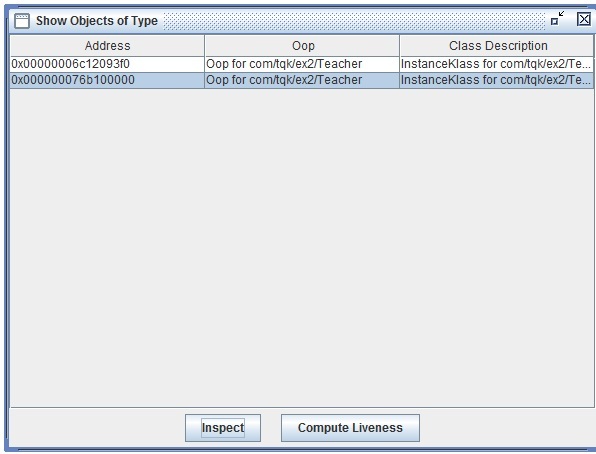 Show Objects of Type
Address Oop Class Description
0x00000006c12093f0 Oop for com/tqk/ex2/Teacher InstanceKlass for com/tqk/ex2/Te...
0x000000076b100000 Oop for com/tqk/ex2/Teacher InstanceKlass for com/tqk/ex2/Te...
Inspect Compute Liveness